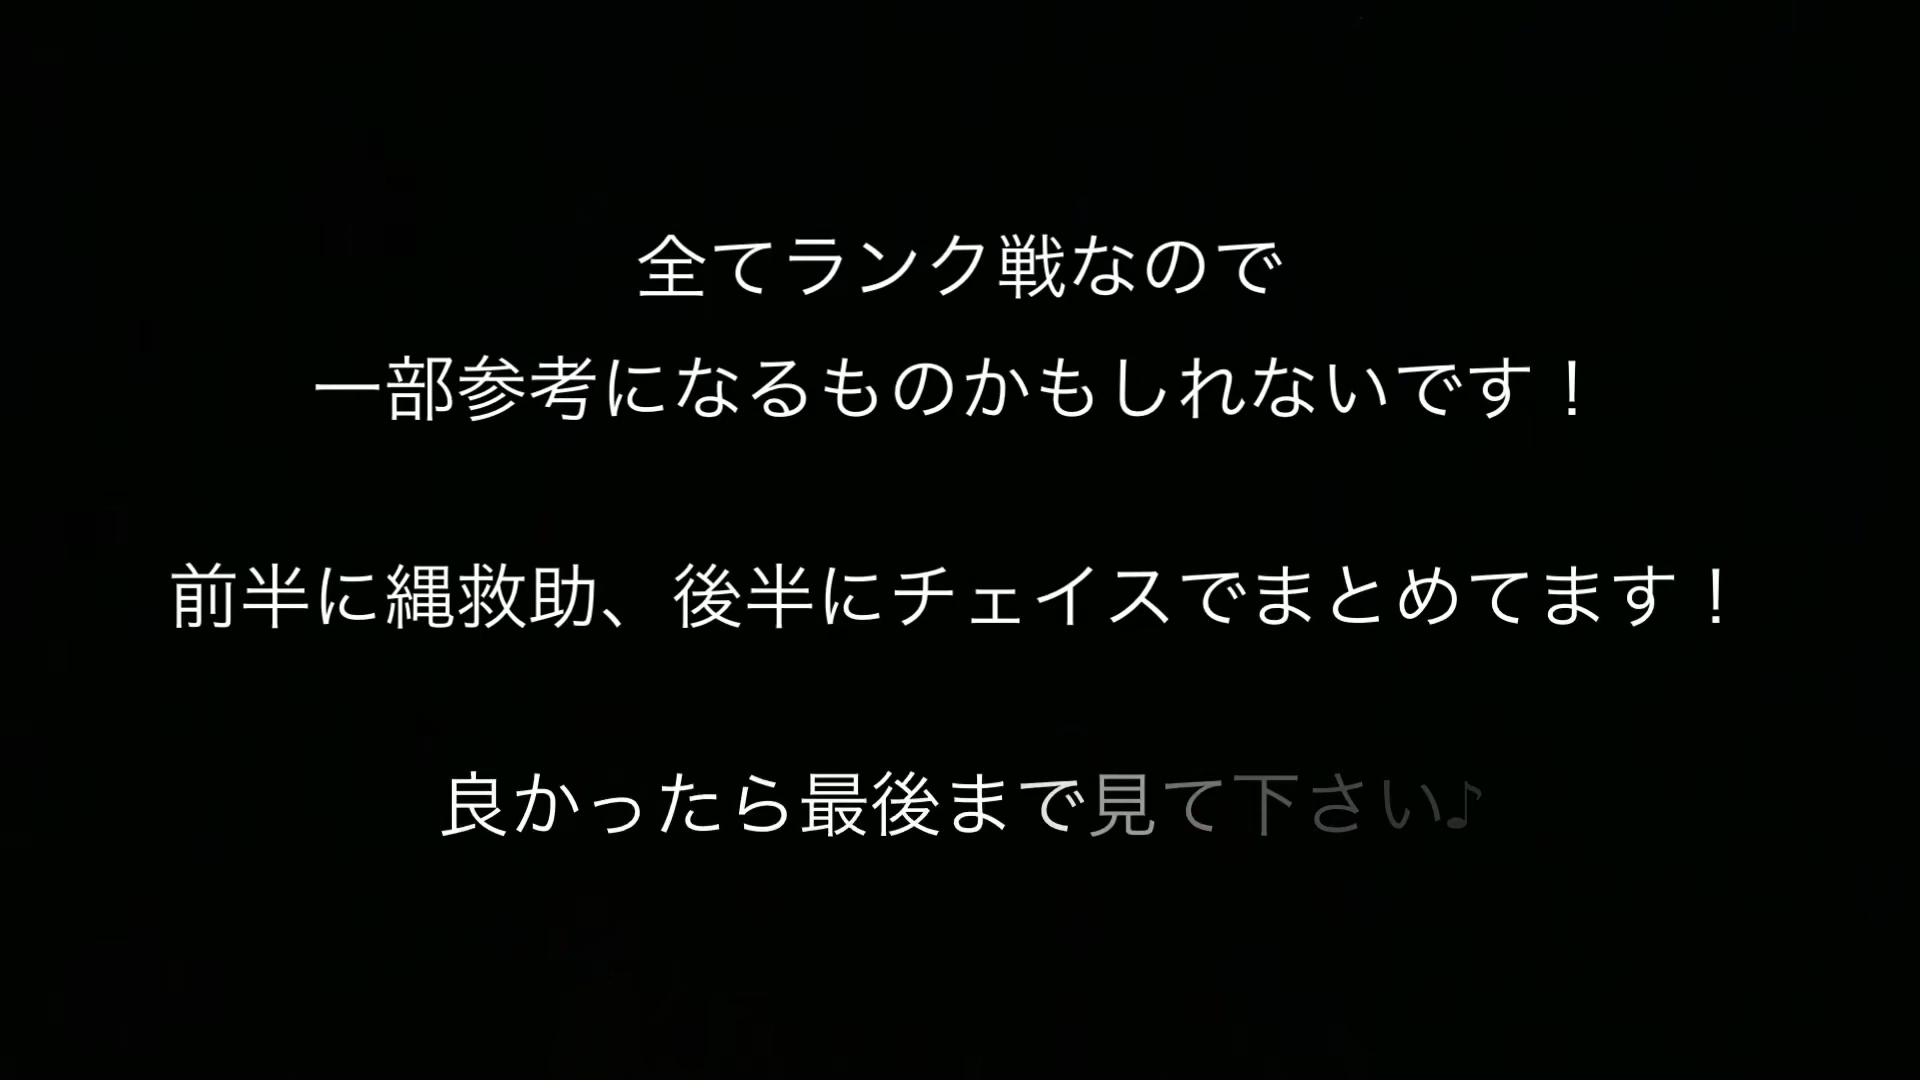 全てランク戦なので
一部参考になるものかもしれないです！
前半に縄救助、後半にチェイスでまとめてます！
良かったら最後まで見て下さい♪